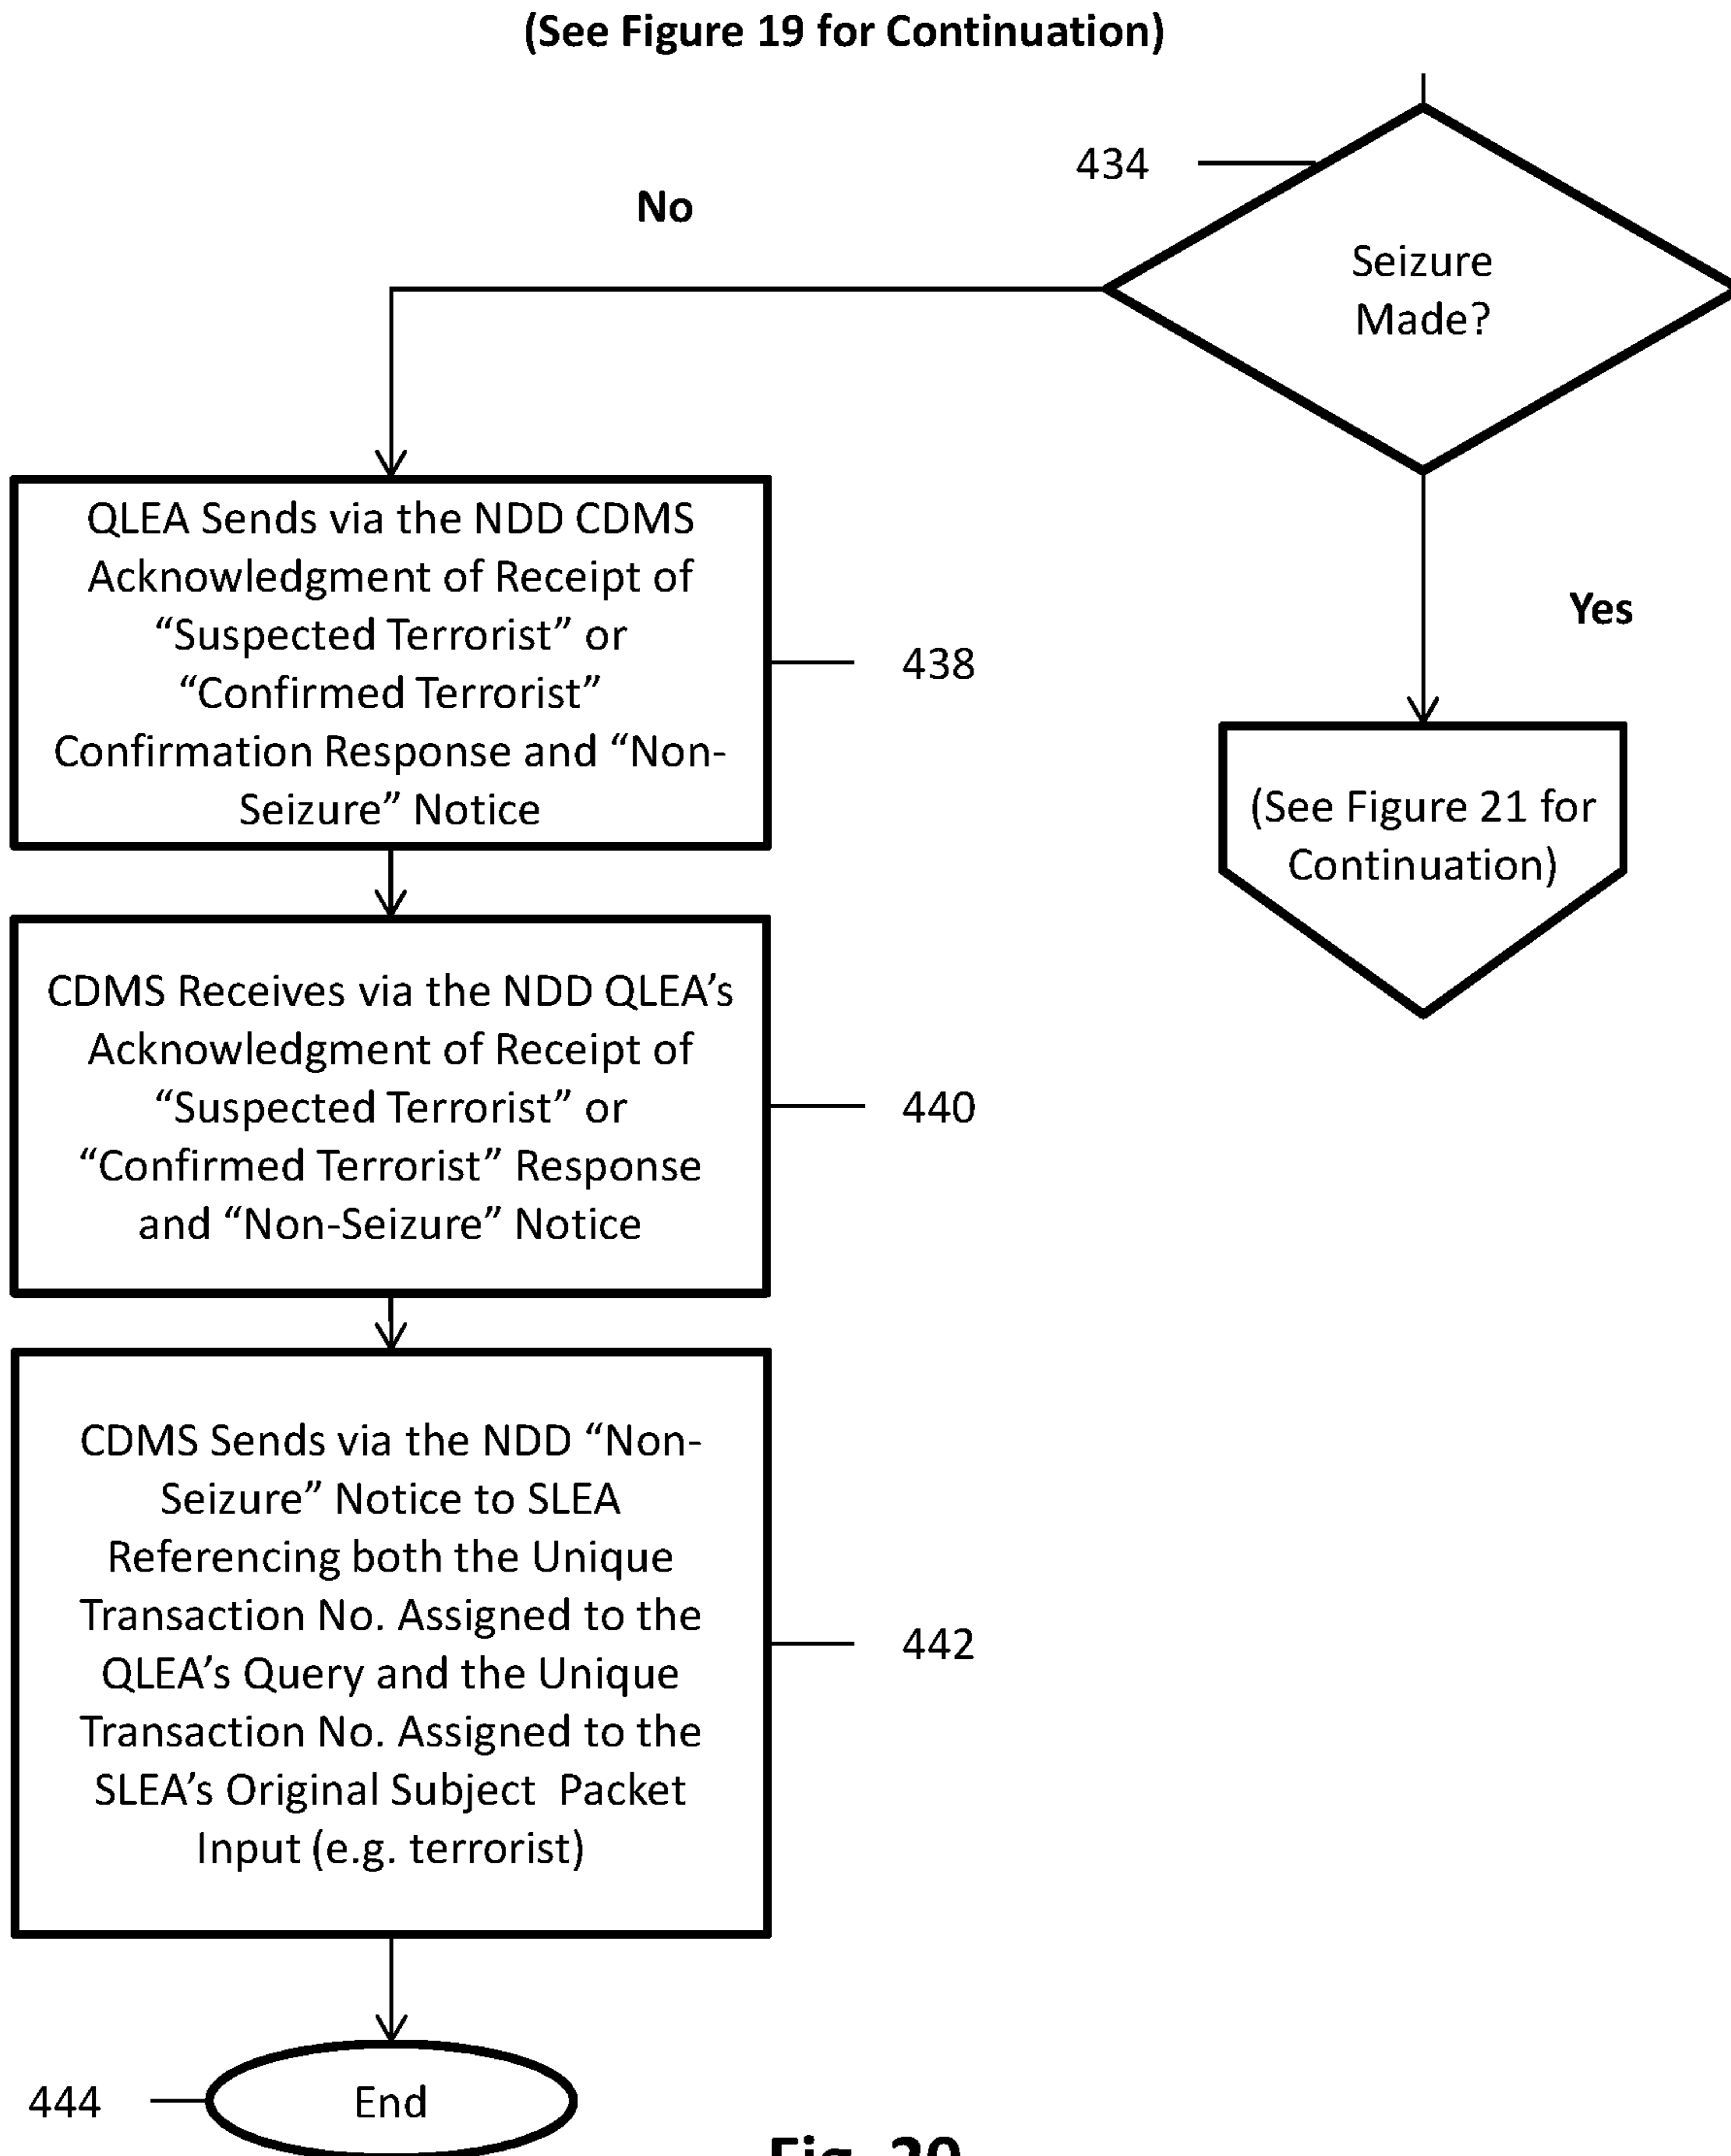 (See Figure 19 for Continuation)
434
No
Seizure
Made?
Yes
QLEA Sends via the NDD CDMS
Acknowledgment of Receipt of
“Suspected Terrorist” or
“Confirmed Terrorist”
Confirmation Response and “Non-
Seizure” Notice
438
(See Figure 21 for
Continuation)
CDMS Receives via the NDD QLEA’s
Acknowledgment of Receipt of
“Suspected Terrorist” or
“Confirmed Terrorist” Response
and “Non-Seizure” Notice
440
CDMS Sends via the NDD “Non-
Seizure” Notice to SLEA
Referencing both the Unique
Transaction No. Assigned to the
QLEA’s Query and the Unique
Transaction No. Assigned to the
SLEA’s Original Subject Packet
Input (e.g. terrorist)
442
444
End
Fig. 20